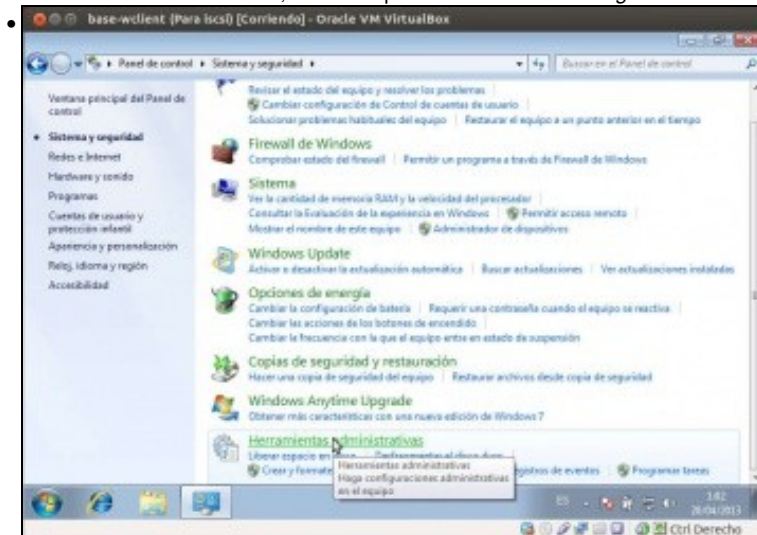 base-wclient (Para iscsi) [Corriendo] - Oracle VM VirtualBox
Panel de control ▸ Sistema y seguridad ▸
Buscar en el Panel de control
Ventana principal del Panel de control
Sistema y seguridad
Redes e Internet
Hardware y sonido
Programas
Cuentas de usuario y protección infantil
Apariencia y personalización
Reloj, idioma y región
Accesibilidad
Revisar el estado del equipo y resolver los problemas
Cambiar configuración de Control de cuentas de usuario
Solucionar problemas habituales del equipo | Restaurar el equipo a un punto anterior en el tiempo
Firewall de Windows
Comprobar estado del firewall | Permitir un programa a través de Firewall de Windows
Sistema
Ver la cantidad de memoria RAM y la velocidad del procesador
Consultar la Evaluación de la experiencia en Windows | Permitir acceso remoto
Mostrar el nombre de este equipo | Administrador de dispositivos
Windows Update
Activar o desactivar la actualización automática | Buscar actualizaciones | Ver actualizaciones instaladas
Opciones de energía
Cambiar la configuración de batería | Requerir una contraseña cuando el equipo se reactiva
Cambiar las acciones de los botones de encendido
Cambiar la frecuencia con la que el equipo entra en estado de suspensión
Copias de seguridad y restauración
Hacer una copia de seguridad del equipo | Restaurar archivos desde copia de seguridad
Windows Anytime Upgrade
Obtener más características con una nueva edición de Windows 7
Herramientas administrativas
Liberar espacio en
Crear y formate
Herramientas administrativas
Haga configuraciones administrativas
en el equipo
registros de eventos | Programar tareas
ES
1:02
28/04/2013
Ctrl Derecho